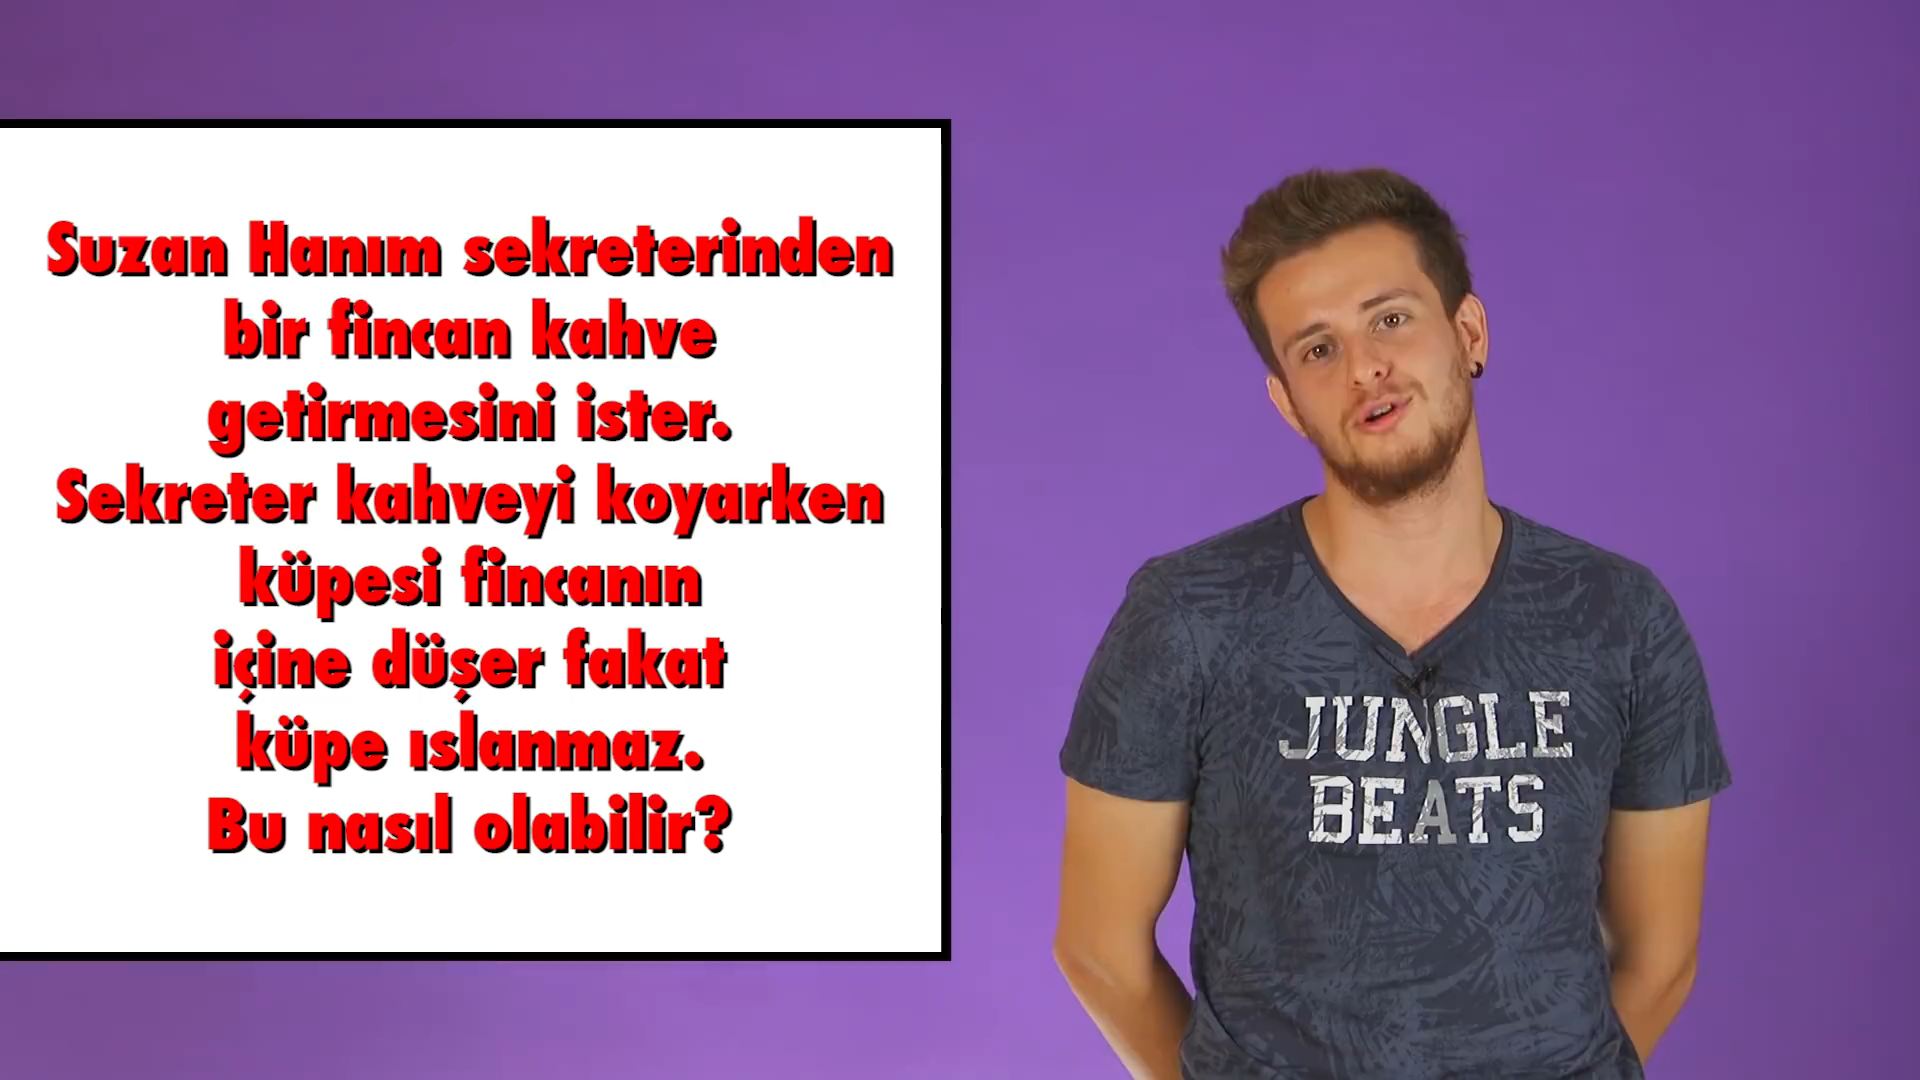 Suzan Hanım sekreterinden
bir fincan kahve
getirmesini ister.
Sekreter kahveyi koyarken
küpesi fincanın
içine düşer fakat
küpe ıslanmaz.
Bu nasıl olabilir?
JUNGLE
BEATS